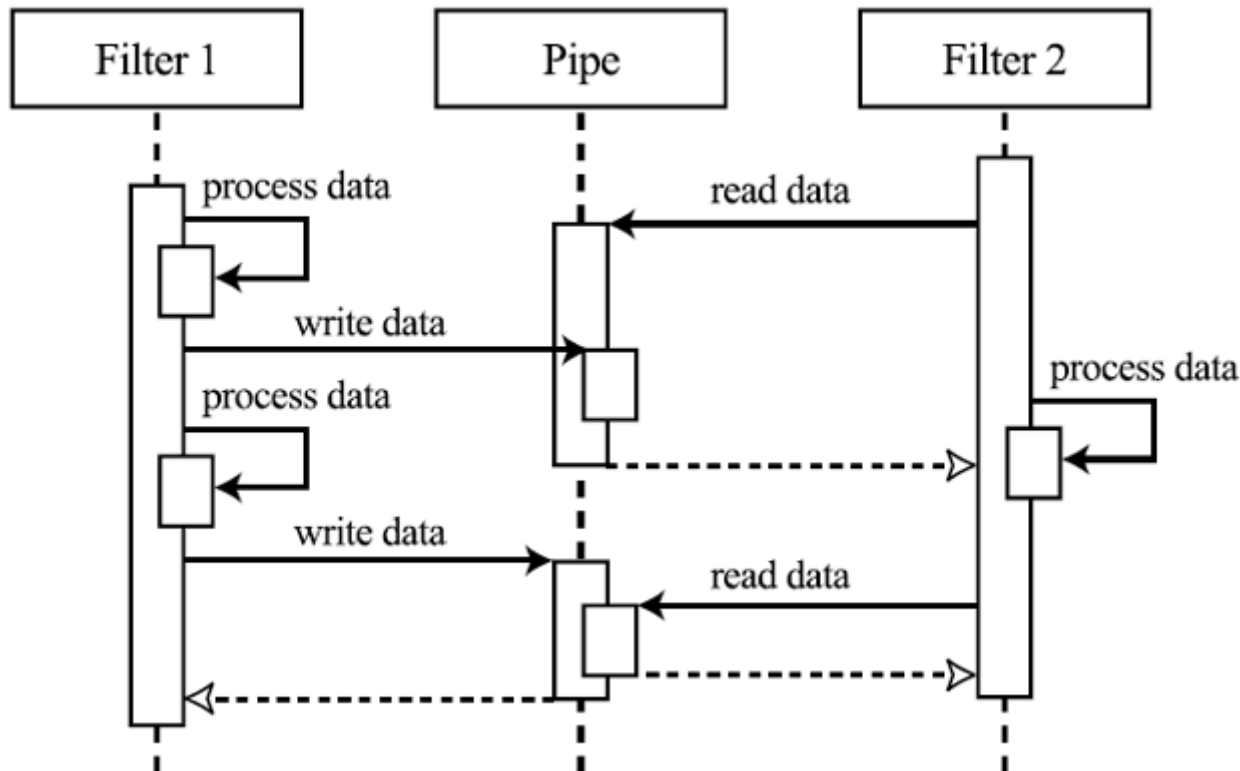 Filter 1
Pipe
Filter 2
process data
read data
write data
process data
process data
write data
read data